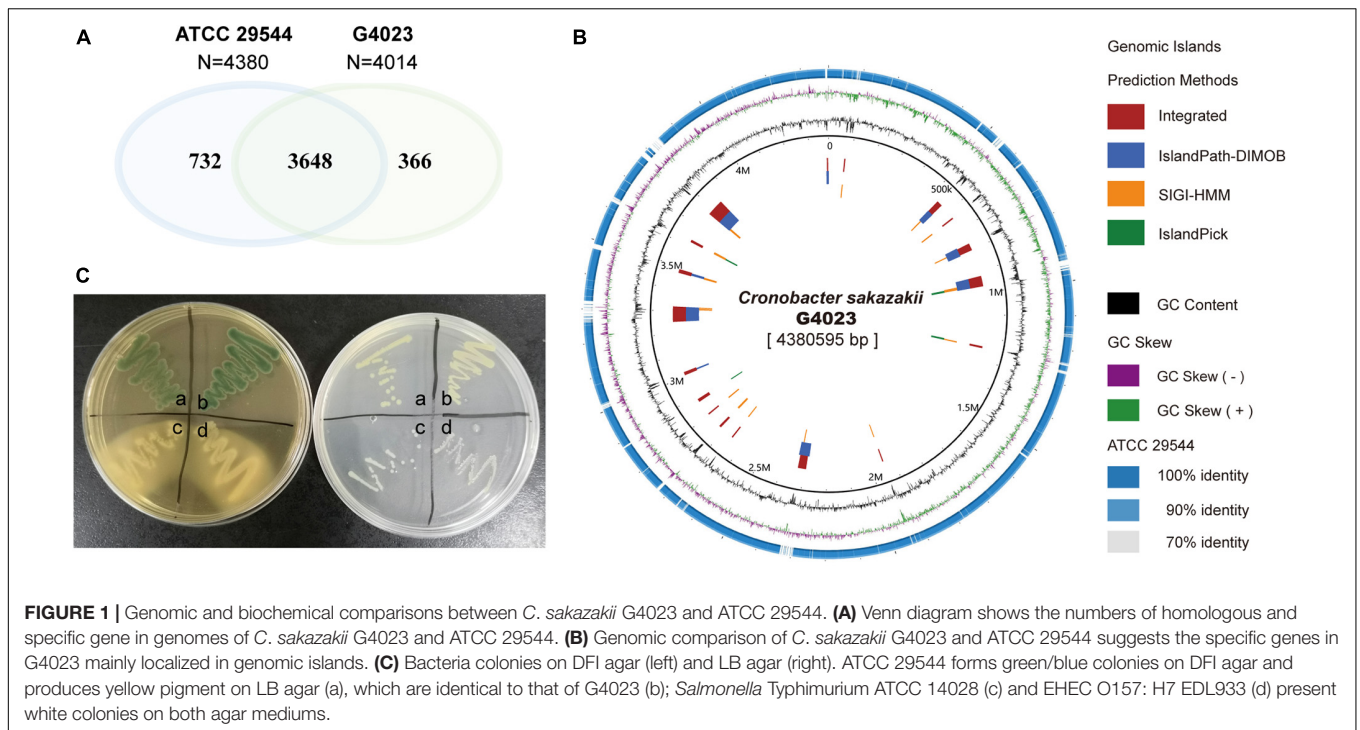 A
ATCC 29544
N=4380
G4023
N=4014
732
3648
366
B
0
500k
1M
1.5M
2M
2.5M
3M
3.5M
4M
Cronobacter sakazakii
G4023
[ 4380595 bp ]
Genomic Islands
Prediction Methods
Integrated
IslandPath-DIMOB
SIGI-HMM
IslandPick
GC Content
GC Skew
GC Skew ( - )
GC Skew ( + )
ATCC 29544
100% identity
90% identity
70% identity
C
a b
c d
a b
c d
FIGURE 1 | Genomic and biochemical comparisons between C. sakazakii G4023 and ATCC 29544. (A) Venn diagram shows the numbers of homologous and
specific gene in genomes of C. sakazakii G4023 and ATCC 29544. (B) Genomic comparison of C. sakazakii G4023 and ATCC 29544 suggests the specific genes in
G4023 mainly localized in genomic islands. (C) Bacteria colonies on DFI agar (left) and LB agar (right). ATCC 29544 forms green/blue colonies on DFI agar and
produces yellow pigment on LB agar (a), which are identical to that of G4023 (b); Salmonella Typhimurium ATCC 14028 (c) and EHEC O157: H7 EDL933 (d) present
white colonies on both agar mediums.